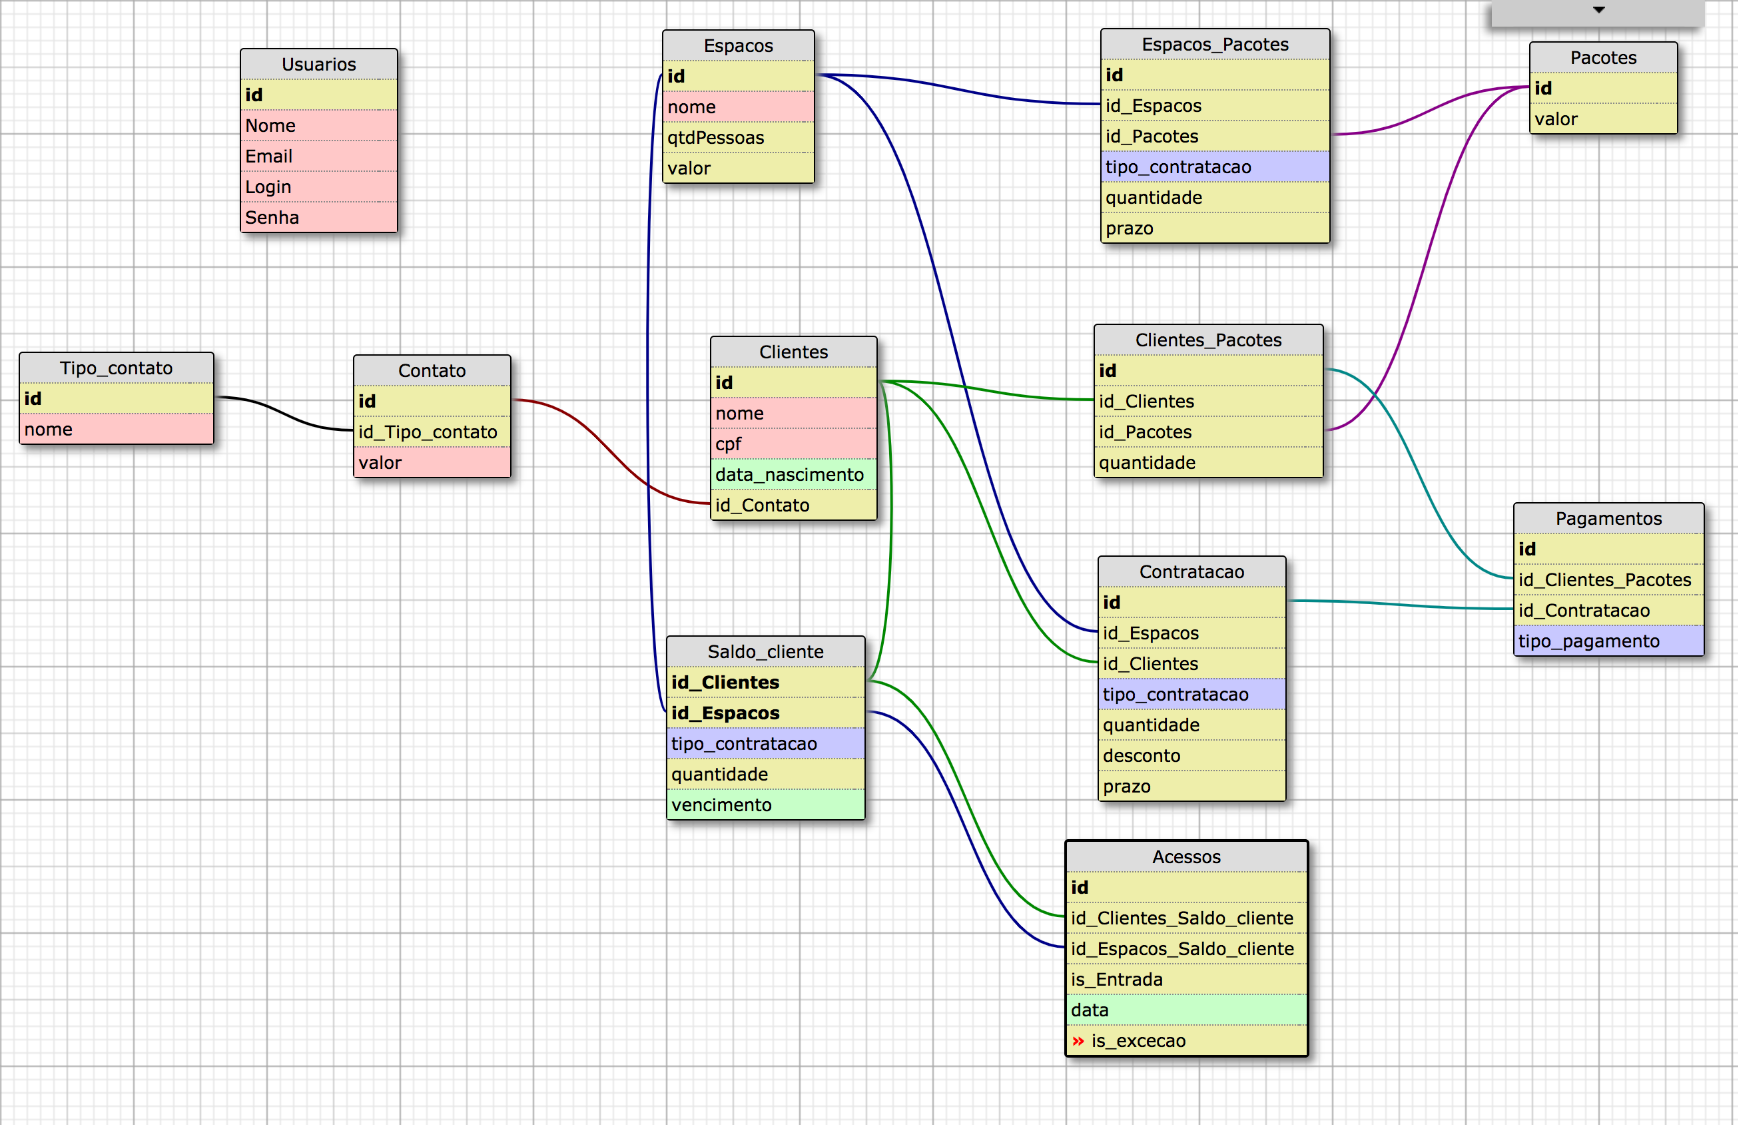 Usuarios
id
Nome
Email
Login
Senha
Espacos
id
nome
qtdPessoas
valor
Espacos_Pacotes
id
id_Espacos
id_Pacotes
tipo_contratacao
quantidade
prazo
Pacotes
id
valor
Tipo_contato
id
nome
Contato
id
id_Tipo_contato
valor
Clientes
id
nome
cpf
data_nascimento
id_Contato
Clientes_Pacotes
id
id_Clientes
id_Pacotes
quantidade
Pagamentos
id
id_Clientes_Pacotes
id_Contratacao
tipo_pagamento
Contratacao
id
id_Espacos
id_Clientes
tipo_contratacao
quantidade
desconto
prazo
Saldo_cliente
id_Clientes
id_Espacos
tipo_contratacao
quantidade
vencimento
Acessos
id
id_Clientes_Saldo_cliente
id_Espacos_Saldo_cliente
is_Entrada
data
» is_excecao